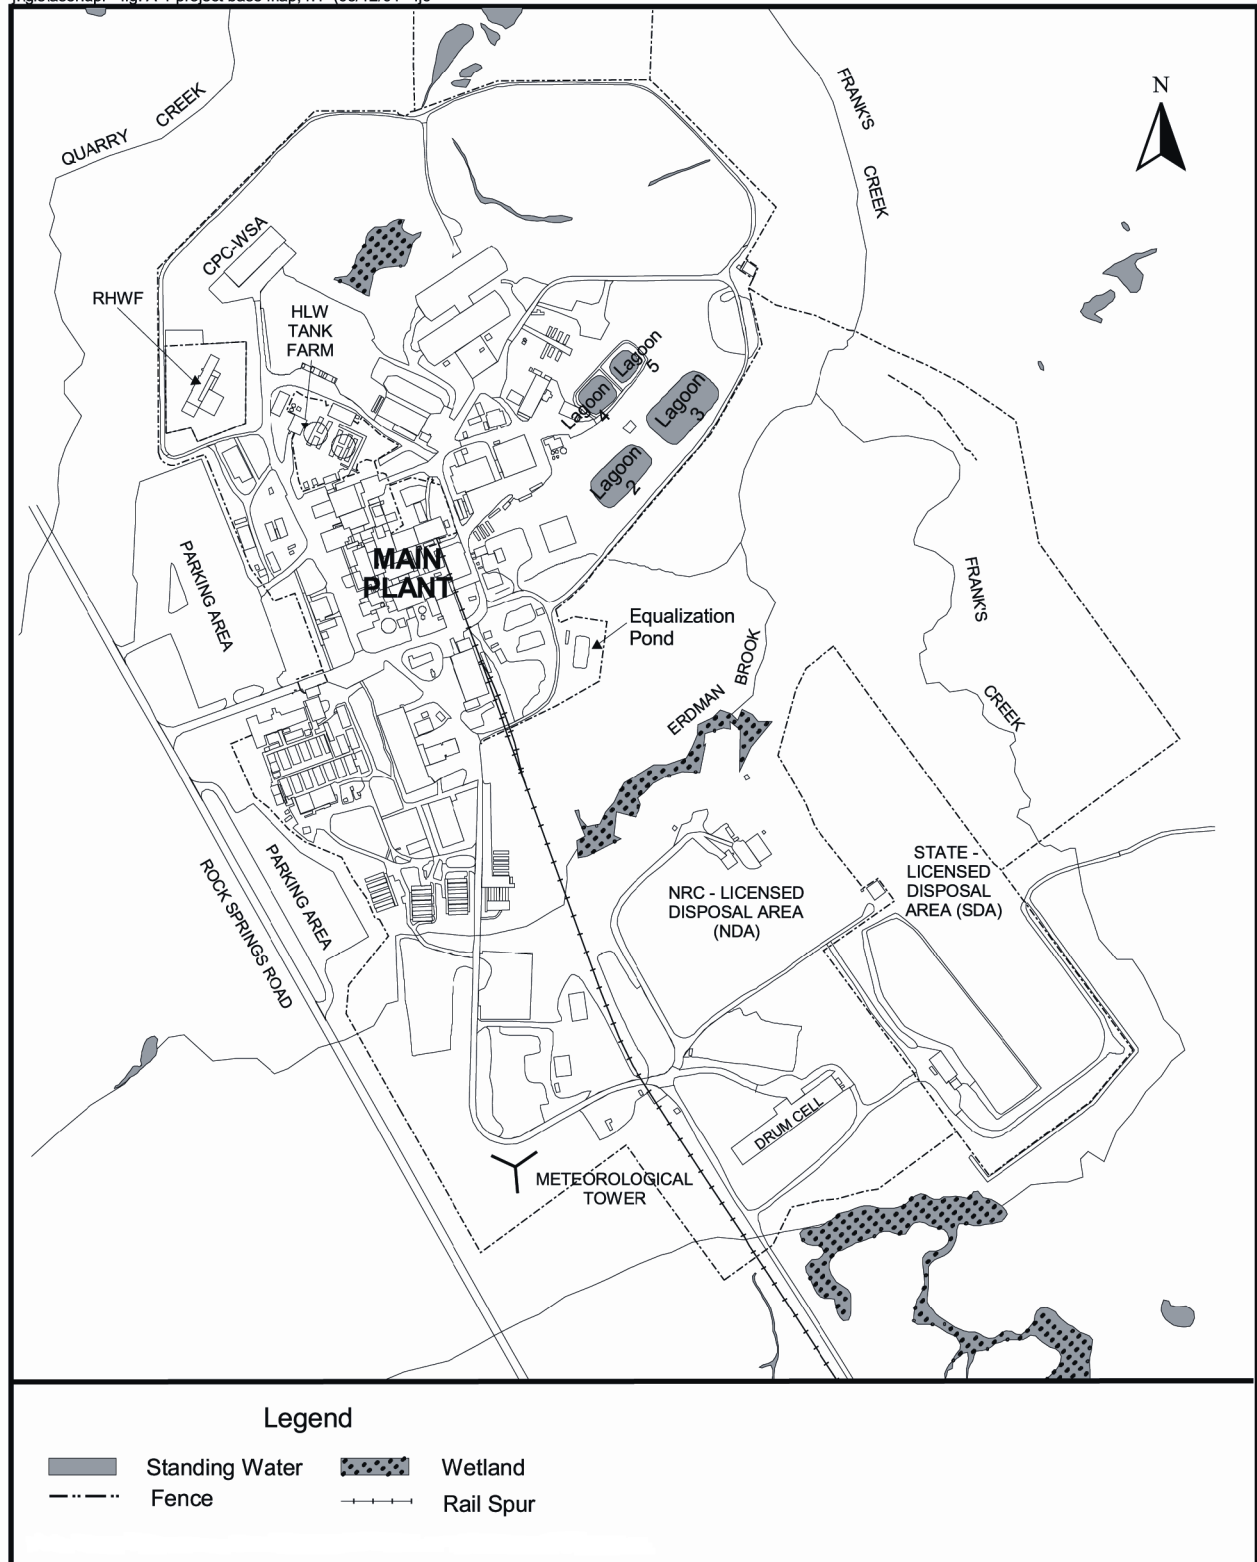 QUARRY CREEK
FRANK'S CREEK
N
CPC-WSA
RHWF
HLW
TANK
FARM
Lagoon
5
Lagoon
4
Lagoon
3
Lagoon
2
MAIN
PLANT
PARKING AREA
Equalization
Pond
FRANK'S CREEK
ERDMAN BROOK
PARKING AREA
ROCK SPRINGS ROAD
NRC - LICENSED
DISPOSAL AREA
(NDA)
STATE -
LICENSED
DISPOSAL
AREA (SDA)
DRUM CELL
METEOROLOGICAL
TOWER
Legend
Standing Water
Wetland
Fence
Rail Spur